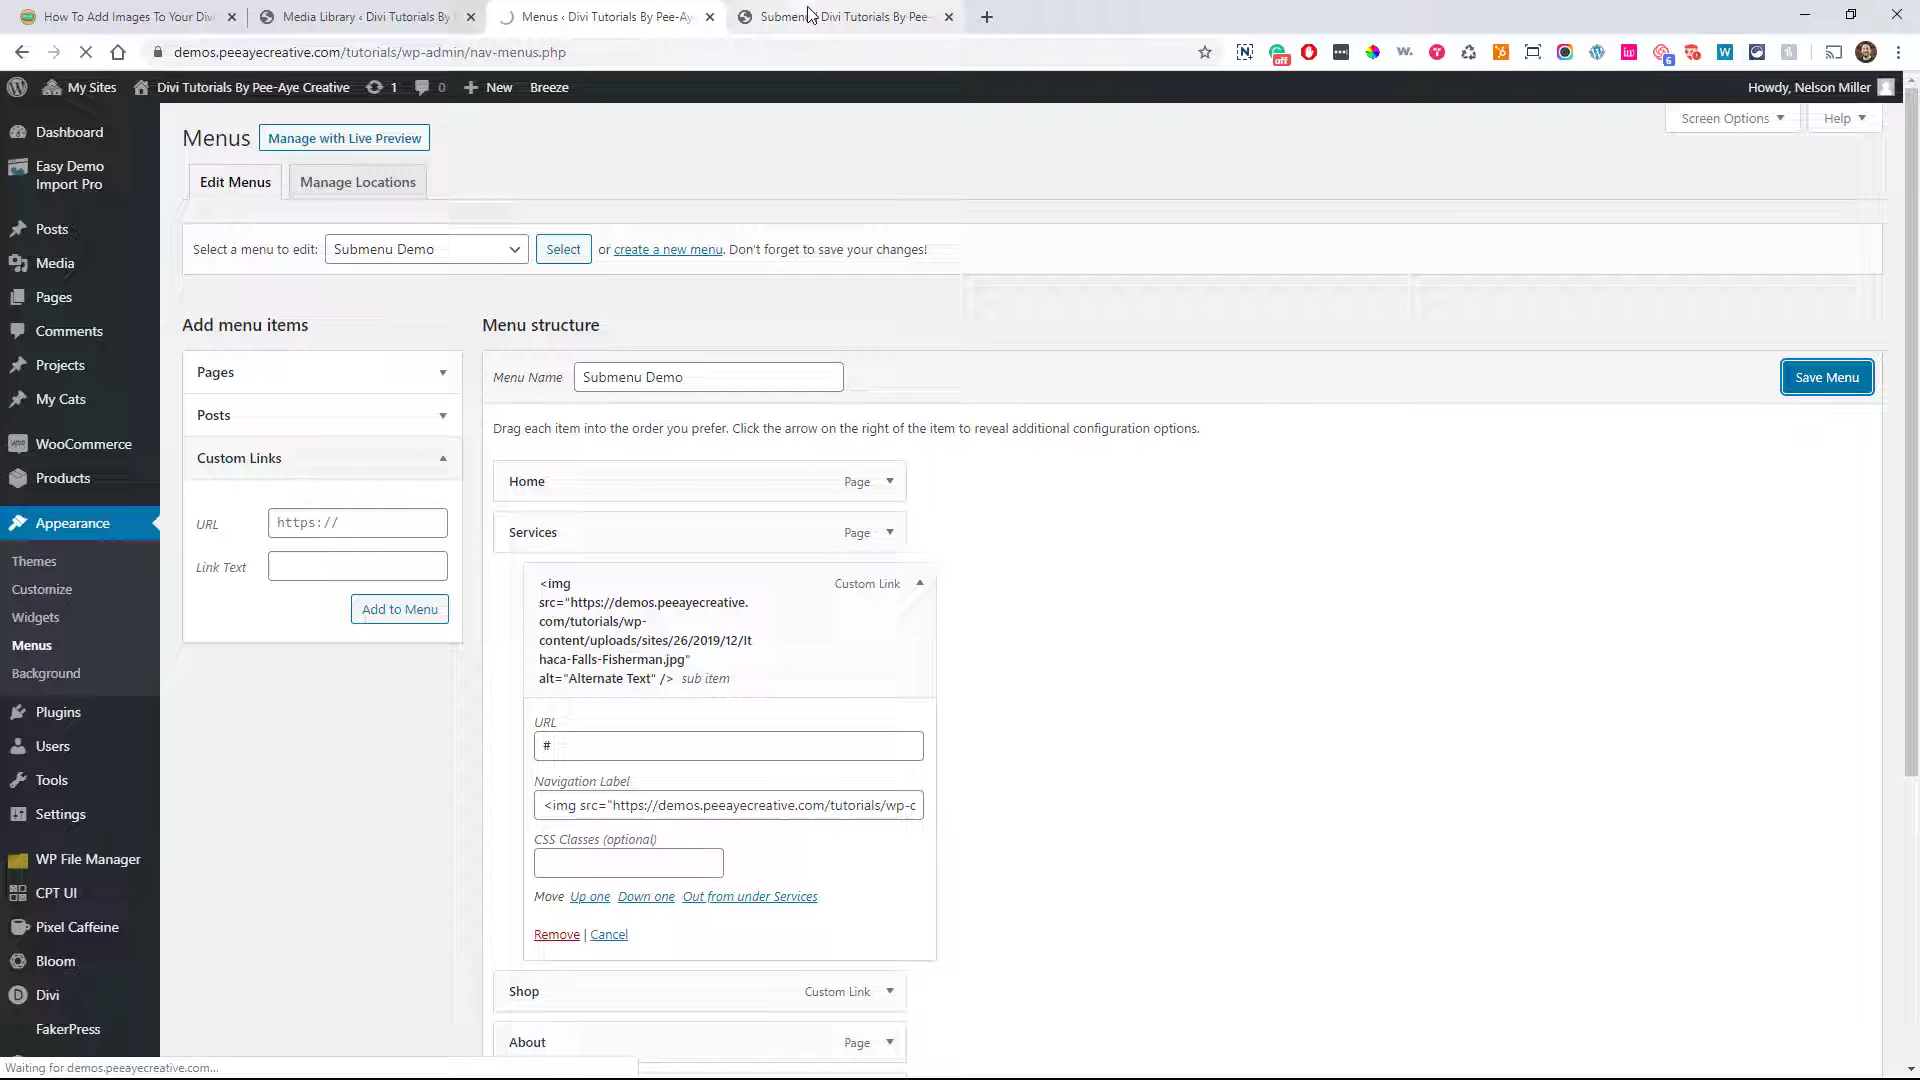 How To Add Images To Your Divi
Media Library ‹ Divi Tutorials By
Menus ‹ Divi Tutorials By Pee-Ay
Submenu Divi Tutorials By Pee
demos.peeayecreative.com/tutorials/wp-admin/nav-menus.php
off
6
My Sites
Divi Tutorials By Pee-Aye Creative
1
0
New
Breeze
Howdy, Nelson Miller
Screen Options
Help
Menus
Manage with Live Preview
Edit Menus
Manage Locations
Select a menu to edit:
Submenu Demo
Select
or create a new menu. Don't forget to save your changes!
Dashboard
Easy Demo
Import Pro
Posts
Media
Pages
Comments
Projects
My Cats
WooCommerce
Products
Appearance
Themes
Customize
Widgets
Menus
Background
Plugins
Users
Tools
Settings
WP File Manager
CPT UI
Pixel Caffeine
Bloom
Divi
FakerPress
Add menu items
Pages
Posts
Custom Links
URL
https://
Link Text
Add to Menu
Menu structure
Menu Name
Submenu Demo
Save Menu
Drag each item into the order you prefer. Click the arrow on the right of the item to reveal additional configuration options.
Home
Page
Services
Page
<img
src="https://demos.peeayecreative.
com/tutorials/wp-
content/uploads/sites/26/2019/12/It
haca-Falls-Fisherman.jpg"
alt="Alternate Text" /> sub item
Custom Link
URL
#
Navigation Label
<img src="https://demos.peeayecreative.com/tutorials/wp-c
CSS Classes (optional)
Move Up one Down one Out from under Services
Remove | Cancel
Shop
Custom Link
About
Page
Waiting for demos.peeayecreative.com...